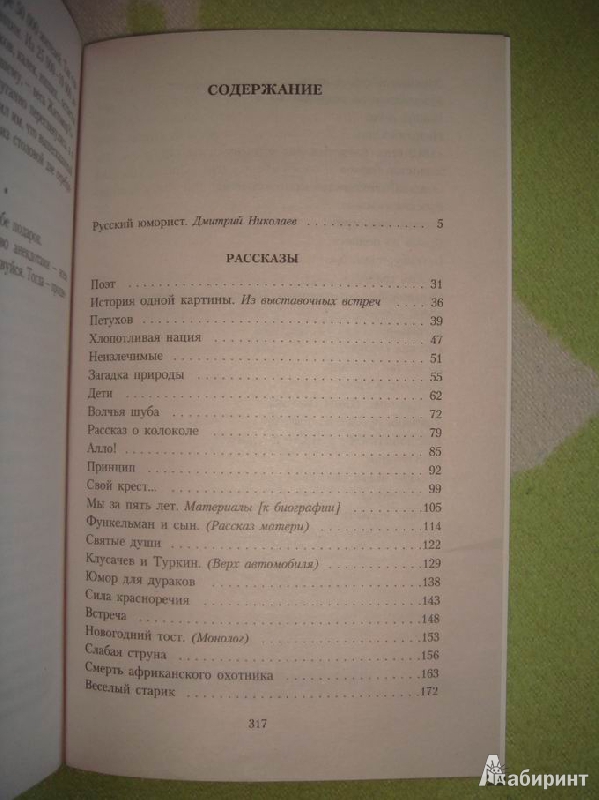 СОДЕРЖАНИЕ
Русский юморист. Дмитрий Николаев . . . . . . . . . . . . 5
РАССКАЗЫ
Поэт . . . . . . . . . . . . 31
История одной картины. Из выставочных встреч . . . . 36
Петухов . . . . . . . . . . . . 39
Хлопотливая нация . . . . . . . . . . . . 47
Неизлечимые . . . . . . . . . . . . 51
Загадка природы . . . . . . . . . . . . 55
Дети . . . . . . . . . . . . 62
Волчья шуба . . . . . . . . . . . . 72
Рассказ о колоколе . . . . . . . . . . . . 79
Алло! . . . . . . . . . . . . 85
Принцип . . . . . . . . . . . . 92
Свой крест... . . . . . . . . . . . . 99
Мы за пять лет. Материалы [к биографии] . . . . . . . . 105
Функельман и сын. (Рассказ матери) . . . . . . . . . . . . 114
Святые души . . . . . . . . . . . . 122
Клусачев и Туркин. (Верх автомобиля) . . . . . . . . . . 129
Юмор для дураков . . . . . . . . . . . . 138
Сила красноречия . . . . . . . . . . . . 143
Встреча . . . . . . . . . . . . 148
Новогодний тост. (Монолог) . . . . . . . . . . . . 153
Слабая струна . . . . . . . . . . . . 156
Смерть африканского охотника . . . . . . . . . . . . 163
Веселый старик . . . . . . . . . . . . 172
317
бе подарок.
Лабиринт